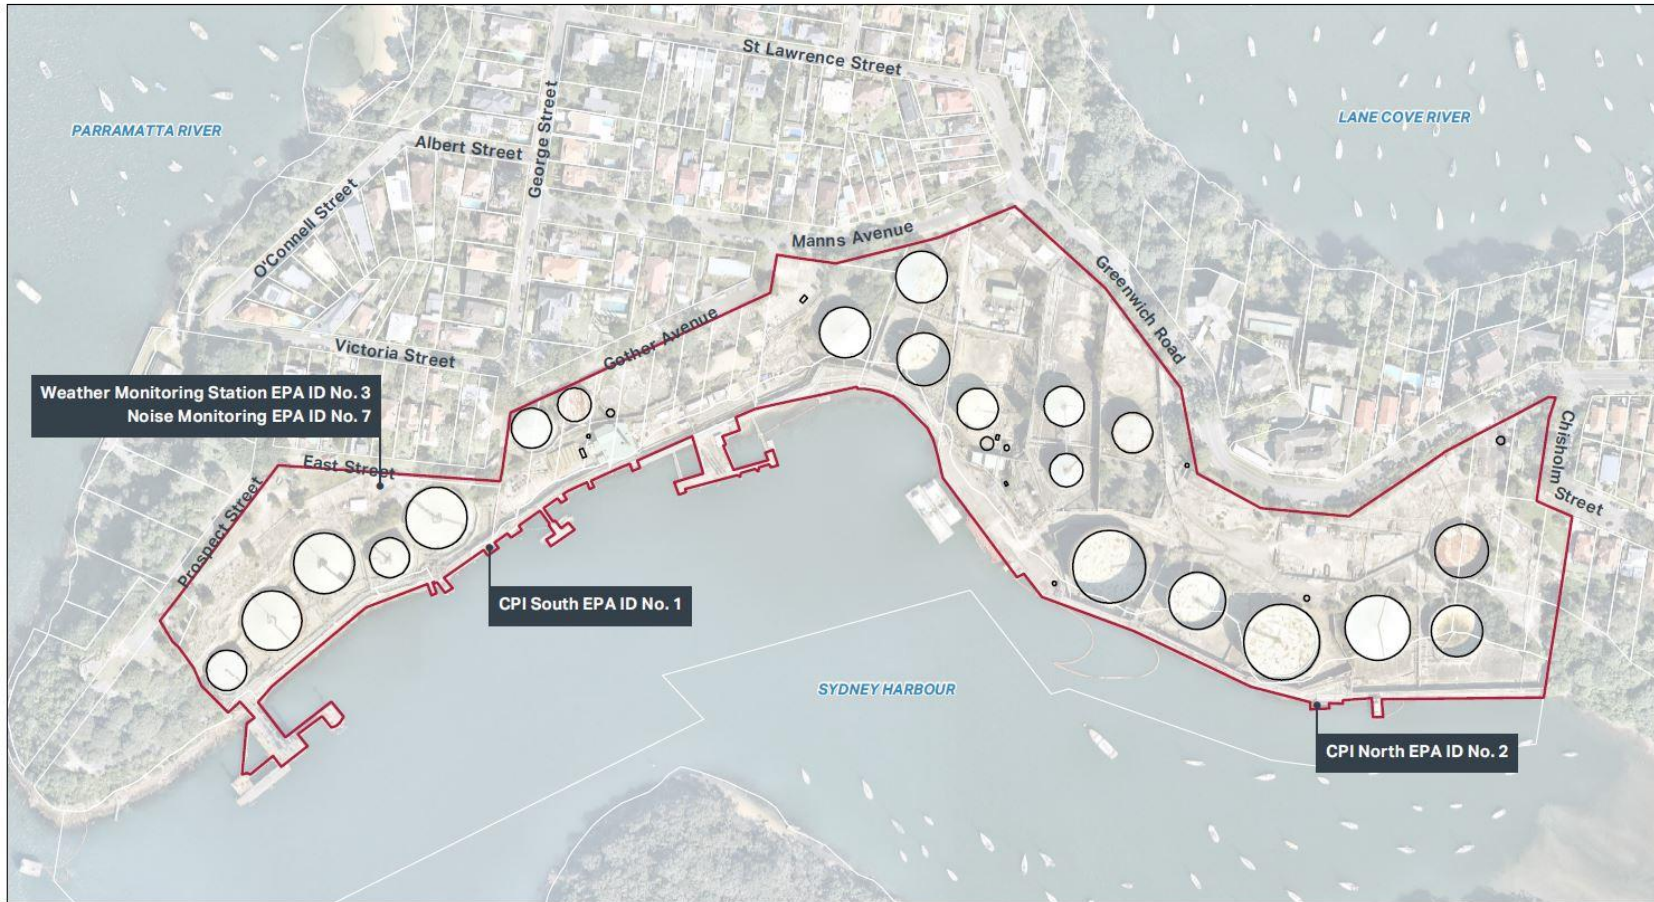 St Lawrence Street
PARRAMATTA RIVER
LANE COVE RIVER
Albert Street
George Street
O'Connell Street
Manns Avenue
Greenwich Road
Gother Avenue
Victoria Street
Weather Monitoring Station EPA ID No. 3
Noise Monitoring EPA ID No. 7
East Street
Prospect Street
Chisholm
Street
CPI South EPA ID No. 1
SYDNEY HARBOUR
CPI North EPA ID No. 2